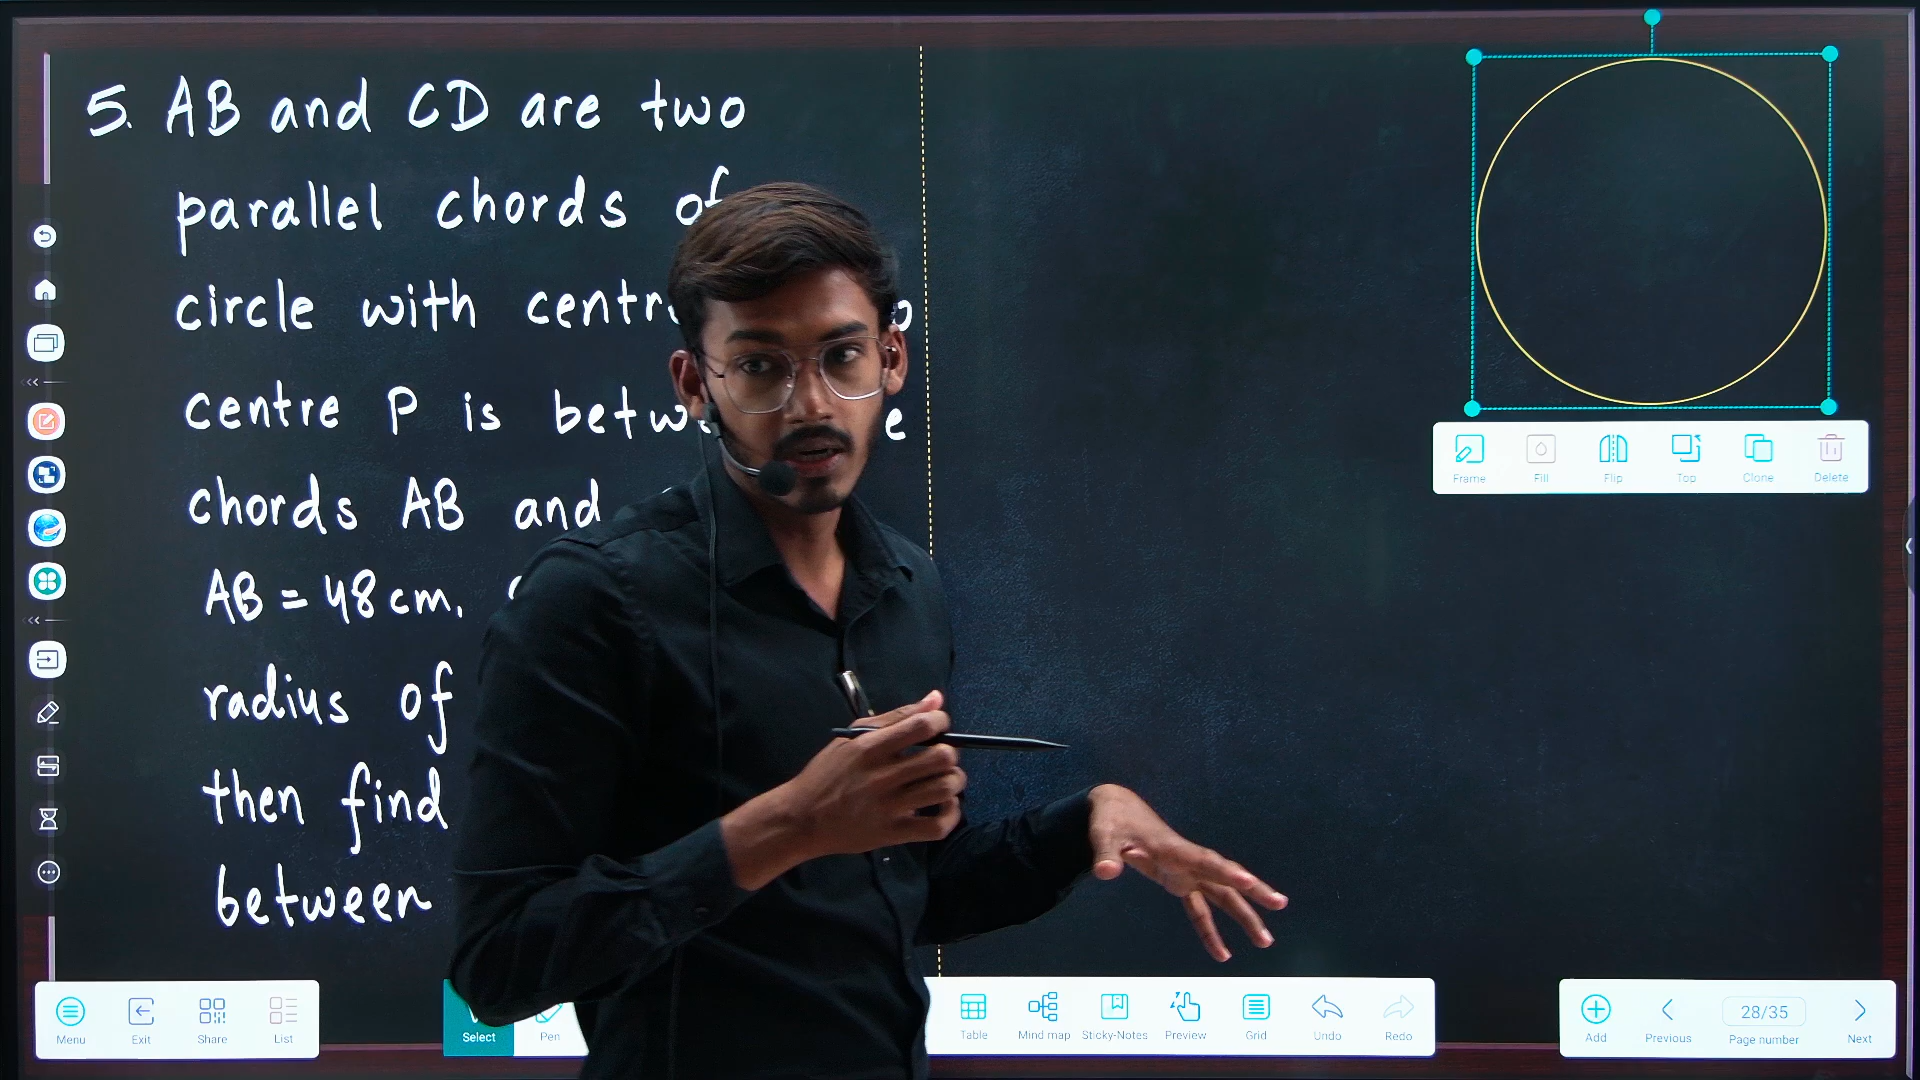 5. AB and CD are two
parallel chords of
circle with
centre P is
chords AB and
AB = 48 cm.
radius of
then find
between
Frame
Fill
Flip
Top
Clone
Delete
Menu
Exit
Share
List
Select
Pen
Table
Mind map
Sticky-Notes
Preview
Grid
Undo
Redo
Add
Previous
28/35
Page number
Next